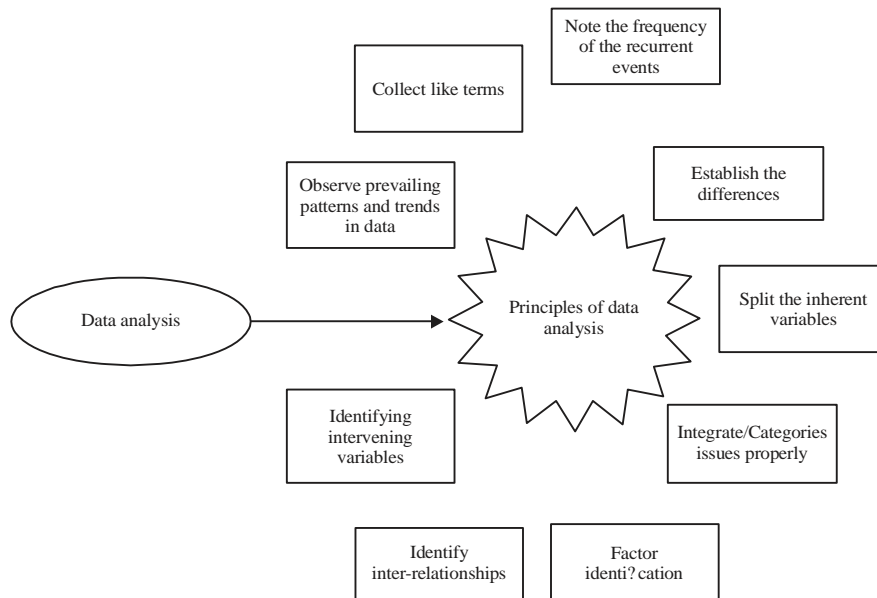 Note the frequency
of the recurrent
events
Collect like terms
Establish the
differences
Observe prevailing
patterns and trends
in data
Split the inherent
variables
Principles of data
analysis
Data analysis
Identifying
intervening
variables
Integrate/Categories
issues properly
Identify
inter-relationships
Factor
identi?cation